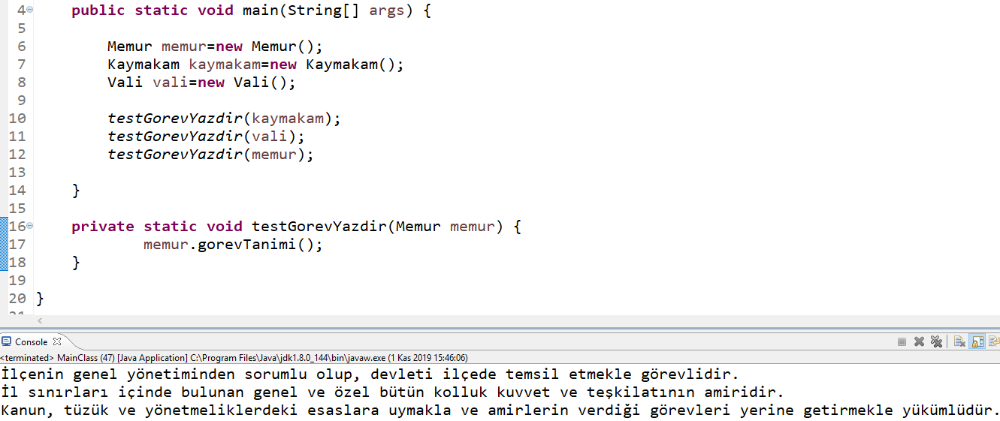 4 public static void main(String[] args) {
5
6 Memur memur=new Memur();
7 Kaymakam kaymakam=new Kaymakam();
8 Vali vali=new Vali();
9
10 testGorevYazdir(kaymakam);
11 testGorevYazdir(vali);
12 testGorevYazdir(memur);
13
14 }
15
16 private static void testGorevYazdir(Memur memur) {
17 memur.gorevTanimi();
18 }
19
20 }
Console
<terminated> MainClass (47) [Java Application] C:\Program Files\Java\jdk1.8.0_144\bin\javaw.exe (1 Kas 2019 15:46:06)
İlçenin genel yönetiminden sorumlu olup, devleti ilçede temsil etmekle görevlidir.
İl sınırları içinde bulunan genel ve özel bütün kolluk kuvvet ve teşkilatının amiridir.
Kanun, tüzük ve yönetmeliklerdeki esaslara uymakla ve amirlerin verdiği görevleri yerine getirmekle yükümlüdür.